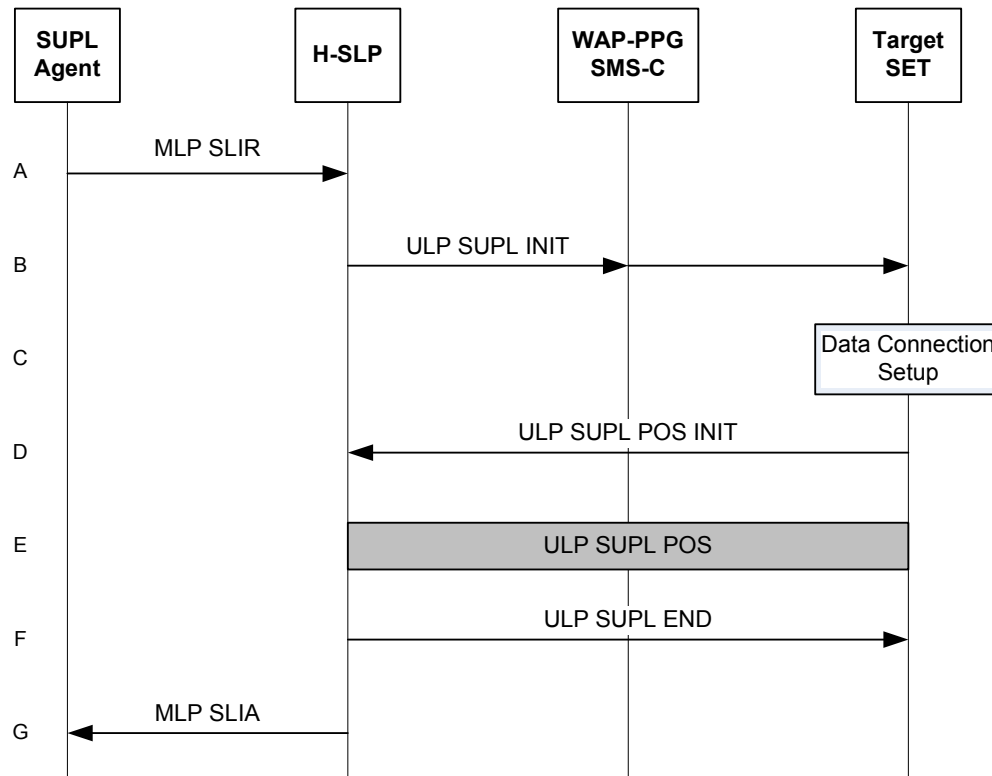 SUPL
Agent
H-SLP
WAP-PPG
SMS-C
Target
SET
A
MLP SLIR
B
ULP SUPL INIT
C
Data Connection
Setup
D
ULP SUPL POS INIT
E
ULP SUPL POS
F
ULP SUPL END
G
MLP SLIA